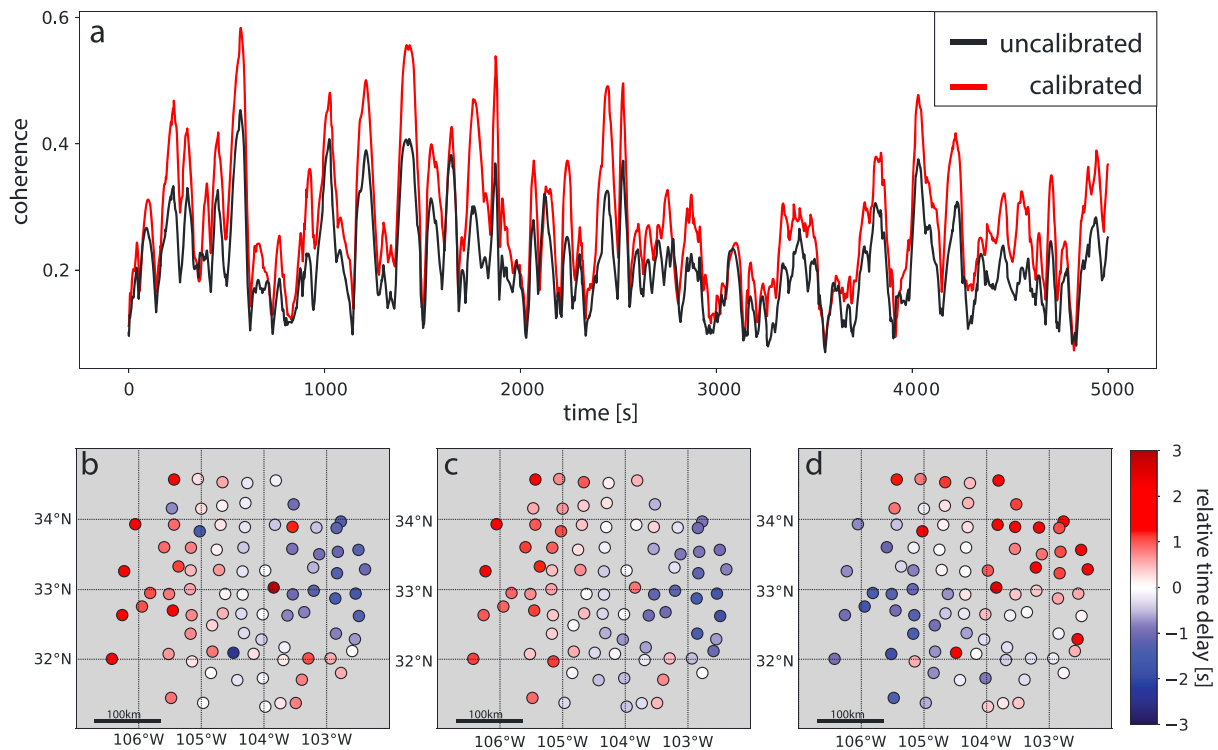 a
0.6
0.4
0.2
coherence
uncalibrated
calibrated
0 1000 2000 3000 4000 5000
time [s]
b c d
34°N 34°N 34°N
33°N 33°N 33°N
32°N 32°N 32°N
100km 100km 100km
106°W 105°W 104°W 103°W 106°W 105°W 104°W 103°W 106°W 105°W 104°W 103°W
3
2
1
0
−1
−2
−3
relative time delay [s]